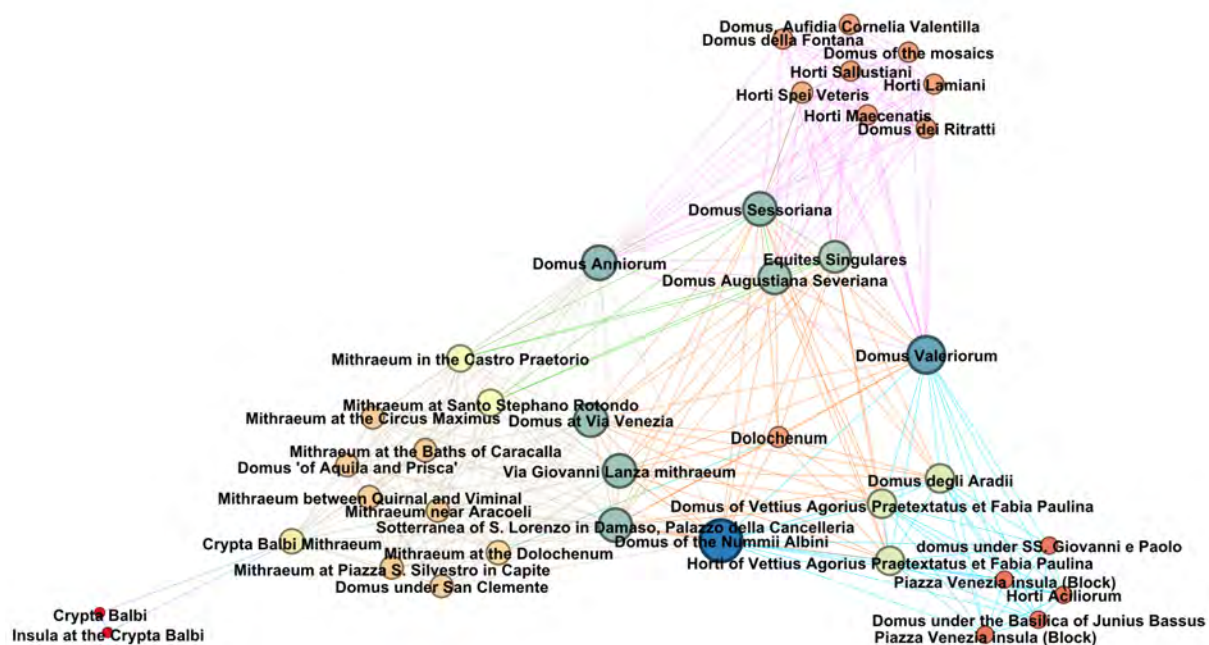 Domus, Aufidia Cornelia Valentilla
Domus della Fontana
Domus of the mosaics
Horti Sallustiani
Horti Lamiani
Horti Spei Veteris
Horti Maecenatis
Domus dei Ritratti
Domus Sessoriana
Equites Singulares
Domus Anniorum
Domus Augustiana Severiana
Mithraeum in the Castro Praetorio
Domus Valeriorum
Mithraeum at Santo Stephano Rotondo
Mithraeum at the Circus Maximus
Domus at Via Venezia
Dolochenum
Mithraeum at the Baths of Caracalla
Domus 'of Aquila and Prisca'
Via Giovanni Lanza mithraeum
Domus degli Aradii
Mithraeum between Quirnal and Viminal
Domus of Vettius Agorius Praetextatus et Fabia Paulina
Mithraeum near Aracoeli
Sotterranea of S. Lorenzo in Damaso, Palazzo della Cancelleria
Crypta Balbi Mithraeum
Domus of the Nummii Albini
domus under SS. Giovanni e Paolo
Mithraeum at the Dolochenum
Mithraeum at Piazza S. Silvestro in Capite
Horti of Vettius Agorius Praetextatus et Fabia Paulina
Piazza Venezia insula (Block)
Domus under San Clemente
Horti Aciliorum
Crypta Balbi
Domus under the Basilica of Junius Bassus
Insula at the Crypta Balbi
Piazza Venezia insula (Block)